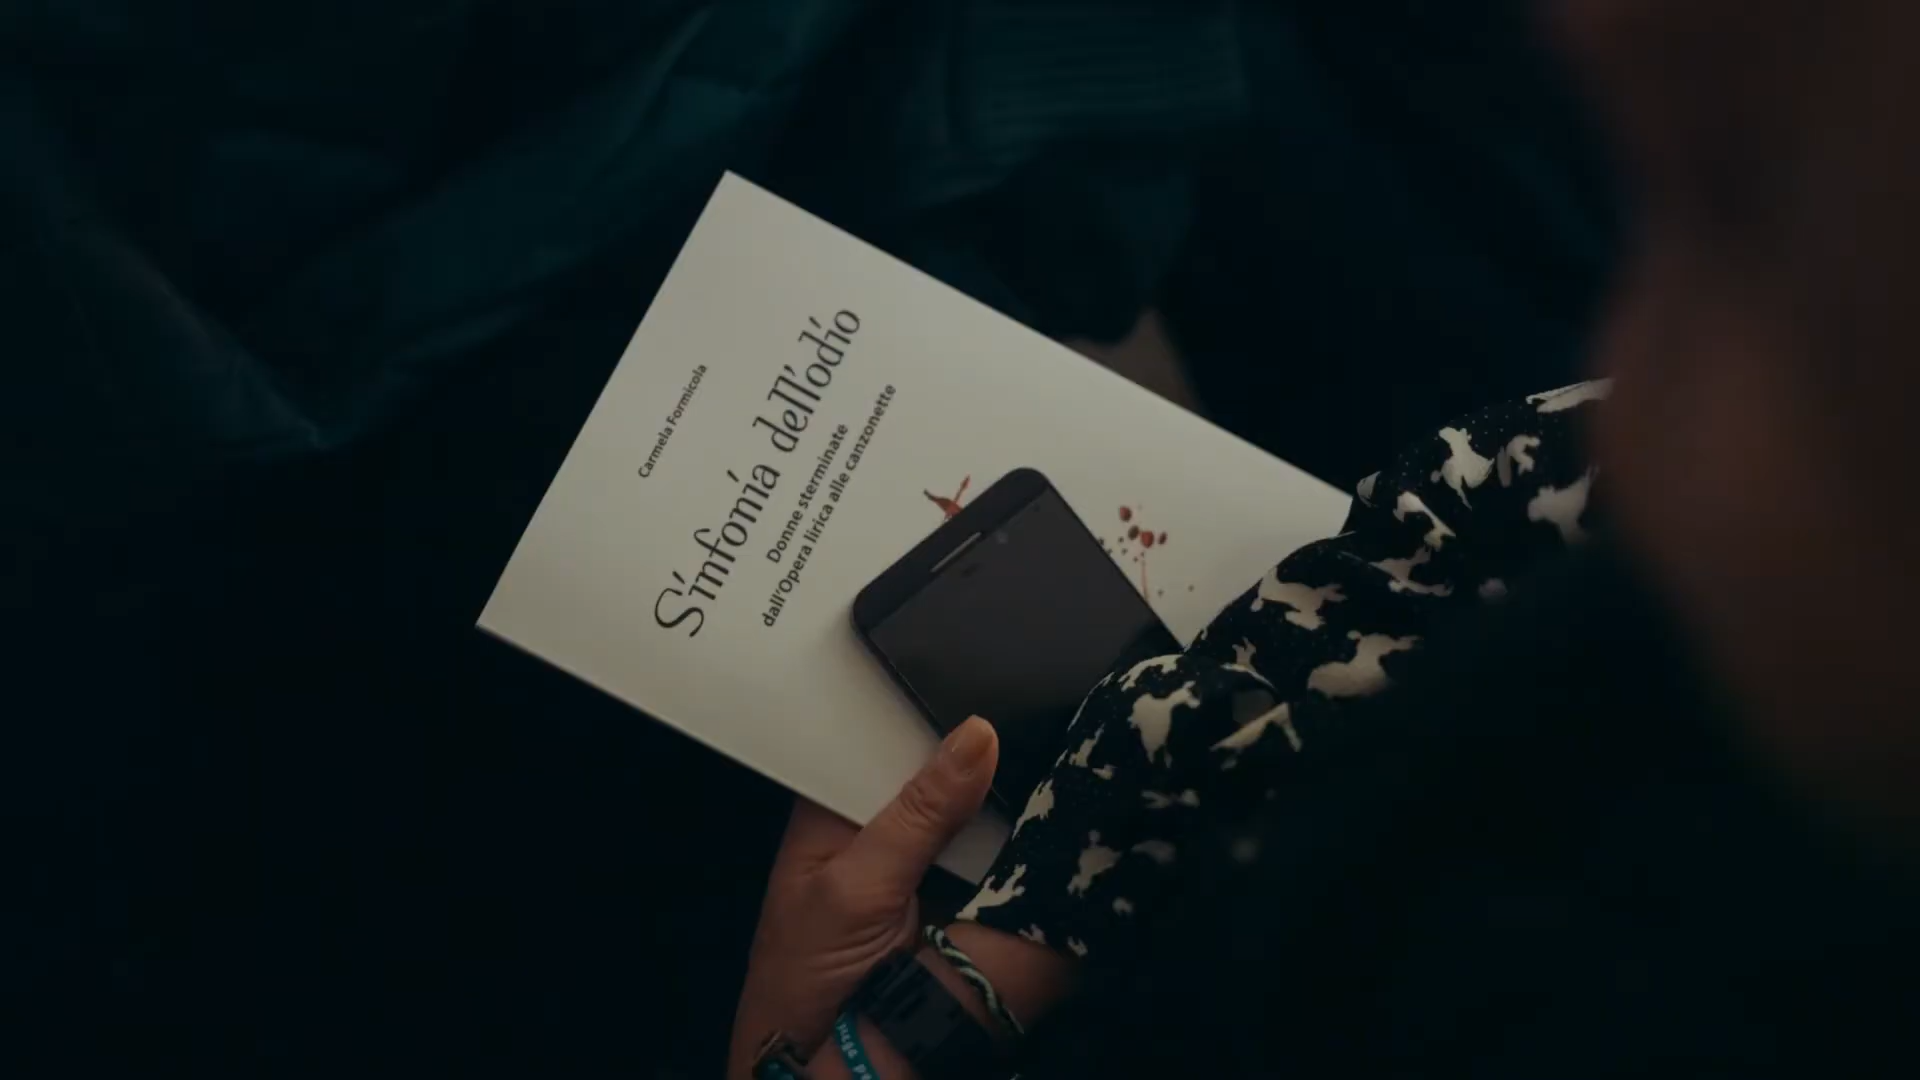 Carmela Formicola
Sinfonia dell'odio
Donne sterminate
dall'Opera lirica alle canzonette